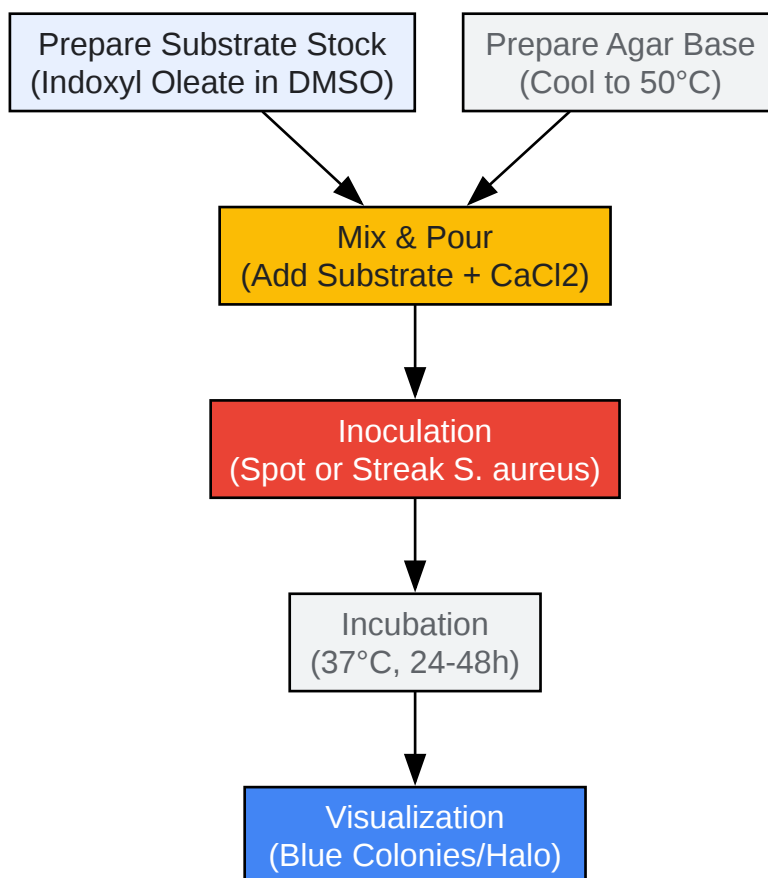 Prepare Substrate Stock
(Indoxyl Oleate in DMSO)
Prepare Agar Base
(Cool to 50°C)
Mix & Pour
(Add Substrate + CaCl2)
Inoculation
(Spot or Streak S. aureus)
Incubation
(37°C, 24-48h)
Visualization
(Blue Colonies/Halo)